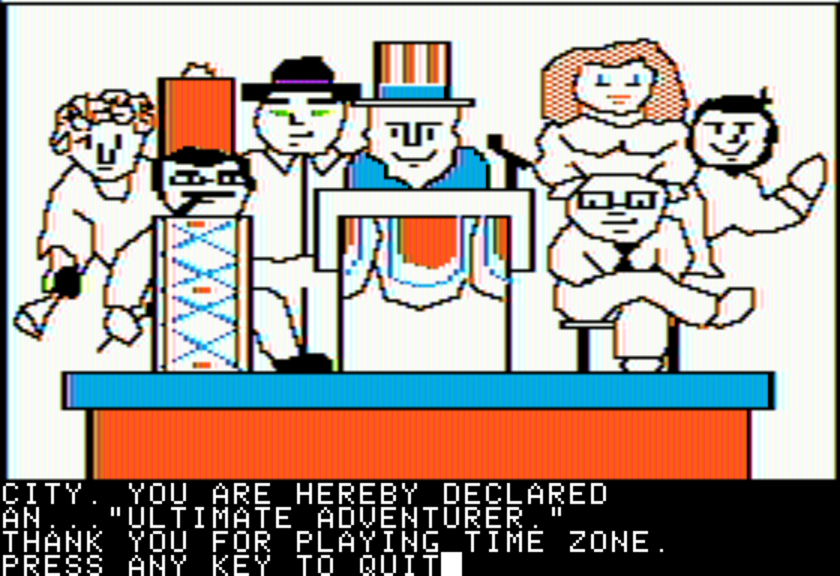 CITY. YOU ARE HEREBY DECLARED
AN..."ULTIMATE ADVENTURER."
THANK YOU FOR PLAYING TIME ZONE.
PRESS ANY KEY TO QUIT